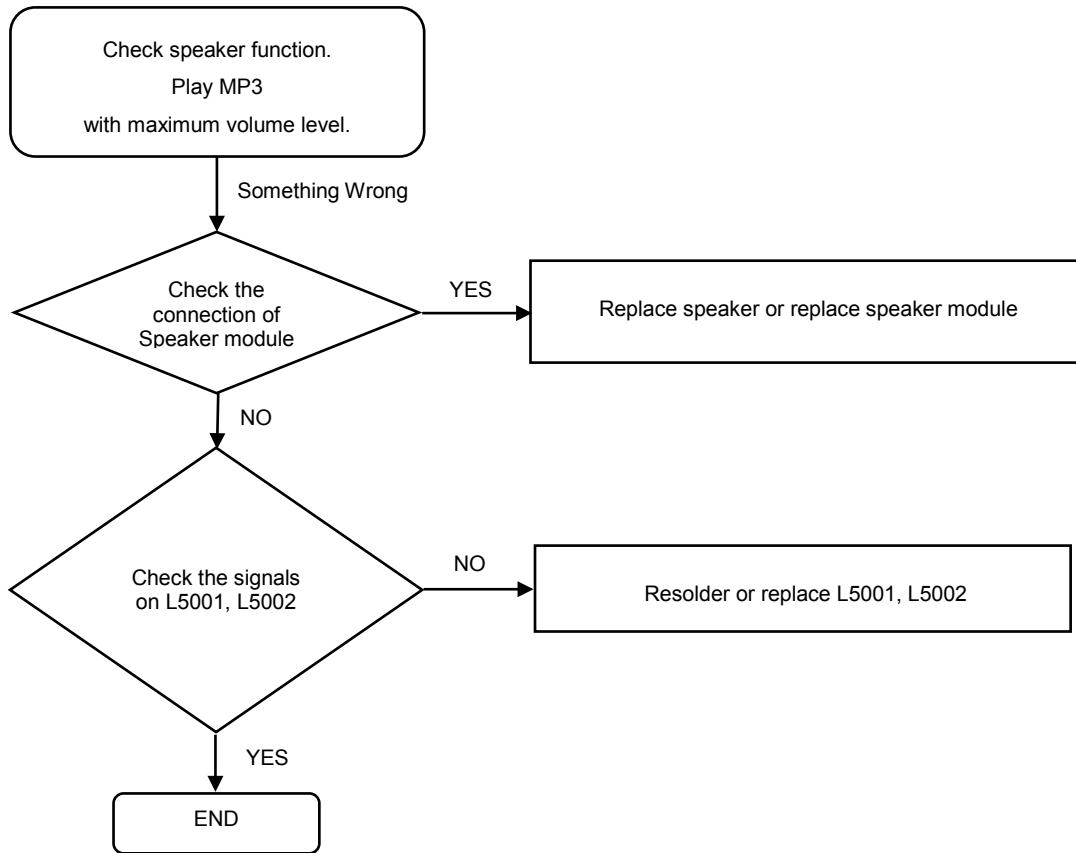 Check speaker function.
Play MP3
with maximum volume level.
Something Wrong
Check the
connection of
Speaker module
YES
Replace speaker or replace speaker module
NO
Check the signals
on L5001, L5002
NO
Resolder or replace L5001, L5002
YES
END